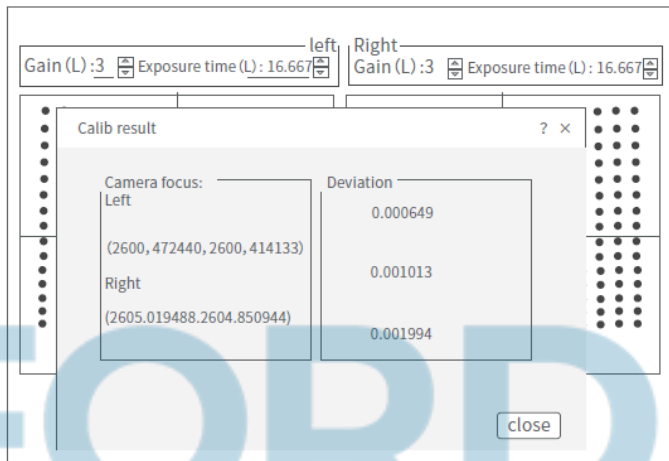 left Right
Gain (L) :3 Exposure time (L) : 16.667 Gain (L) :3 Exposure time (L) : 16.667
Calib result ? ×
Camera focus: Deviation
Left
0.000649
(2600,472440,2600,414133)
0.001013
Right
(2605.019488.2604.850944)
0.001994
FORD
close